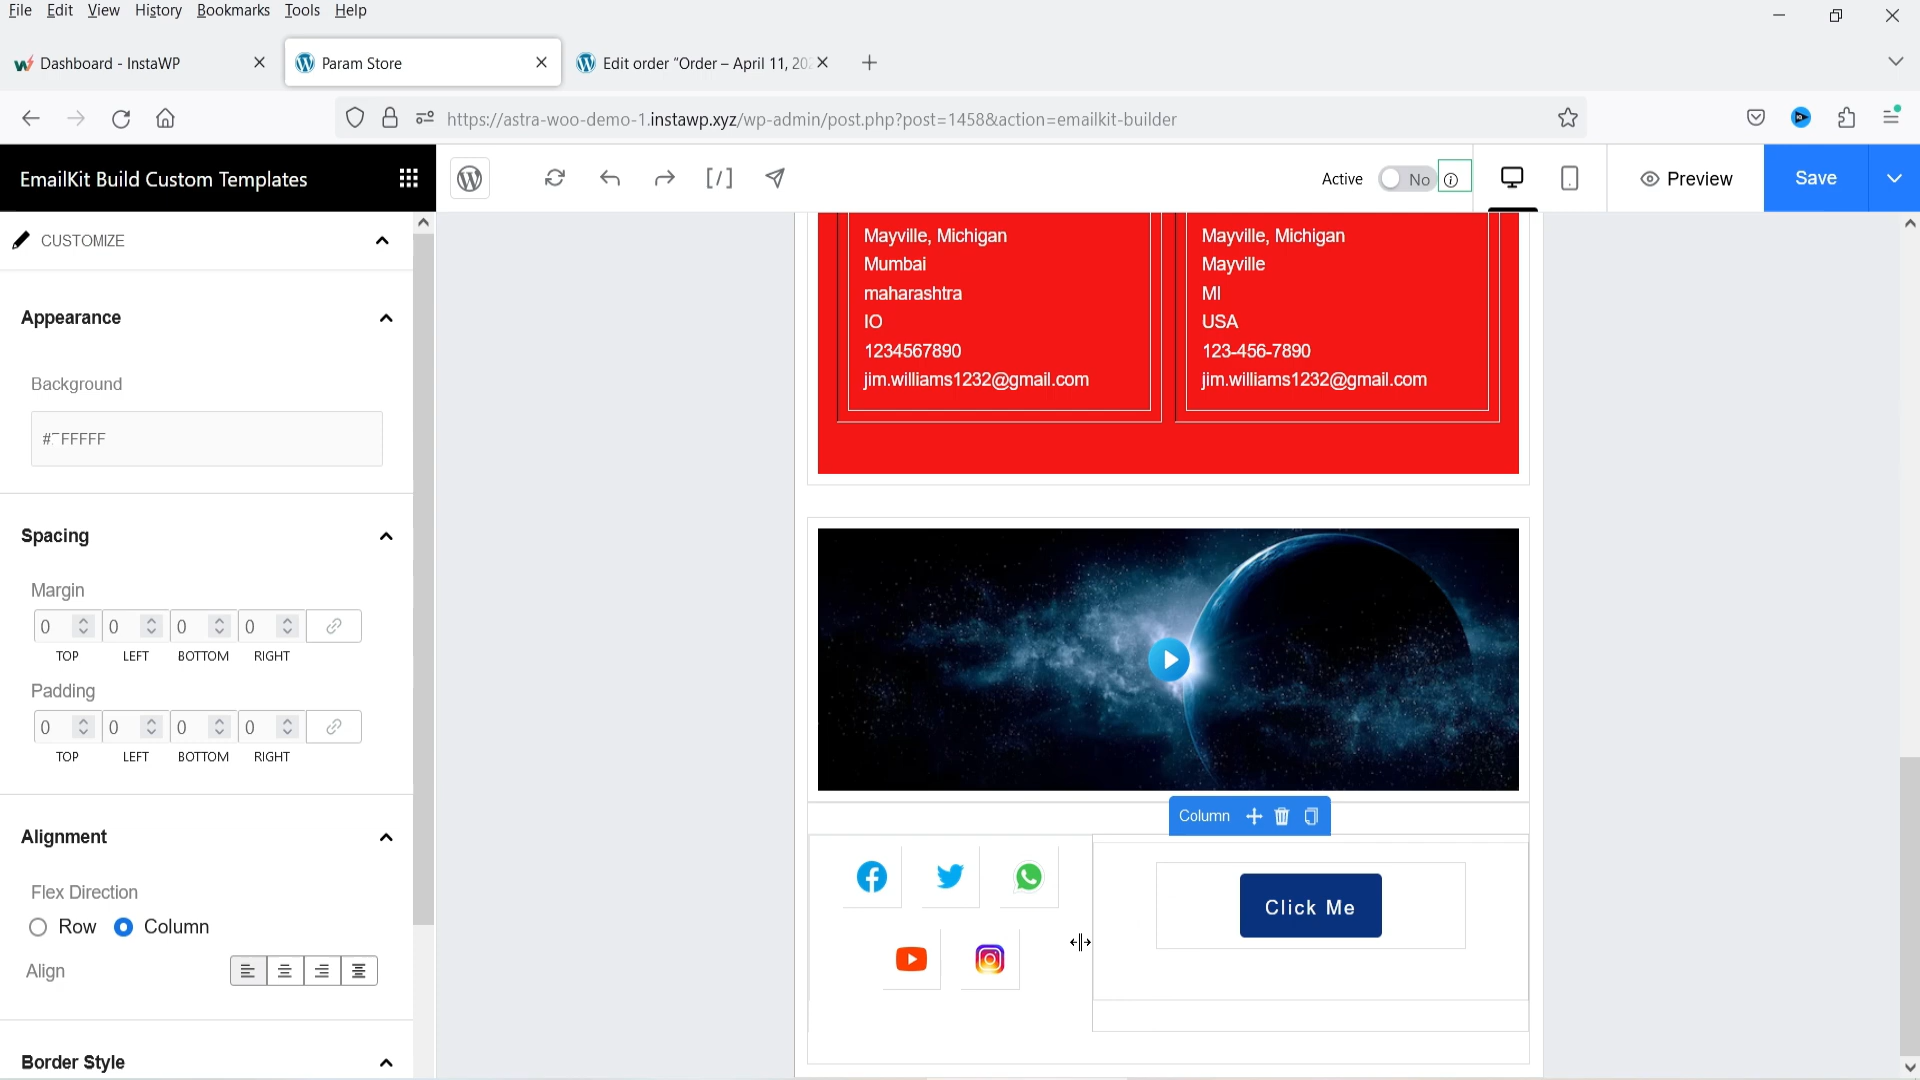 File Edit View History Bookmarks Tools Help
Dashboard - InstaWP
Param Store
Edit order "Order – April 11, 20
https://astra-woo-demo-1.instawp.xyz/wp-admin/post.php?post=1458&action=emailkit-builder
EmailKit Build Custom Templates
[/]
Active
No
Preview
Save
CUSTOMIZE
Appearance
Background
#FFFFFF
Spacing
Margin
0 0 0 0
TOP LEFT BOTTOM RIGHT
Padding
0 0 0 0
TOP LEFT BOTTOM RIGHT
Alignment
Flex Direction
Row Column
Align
Border Style
Mayville, Michigan
Mumbai
maharashtra
IO
1234567890
jim.williams1232@gmail.com
Mayville, Michigan
Mayville
MI
USA
123-456-7890
jim.williams1232@gmail.com
Column
Click Me